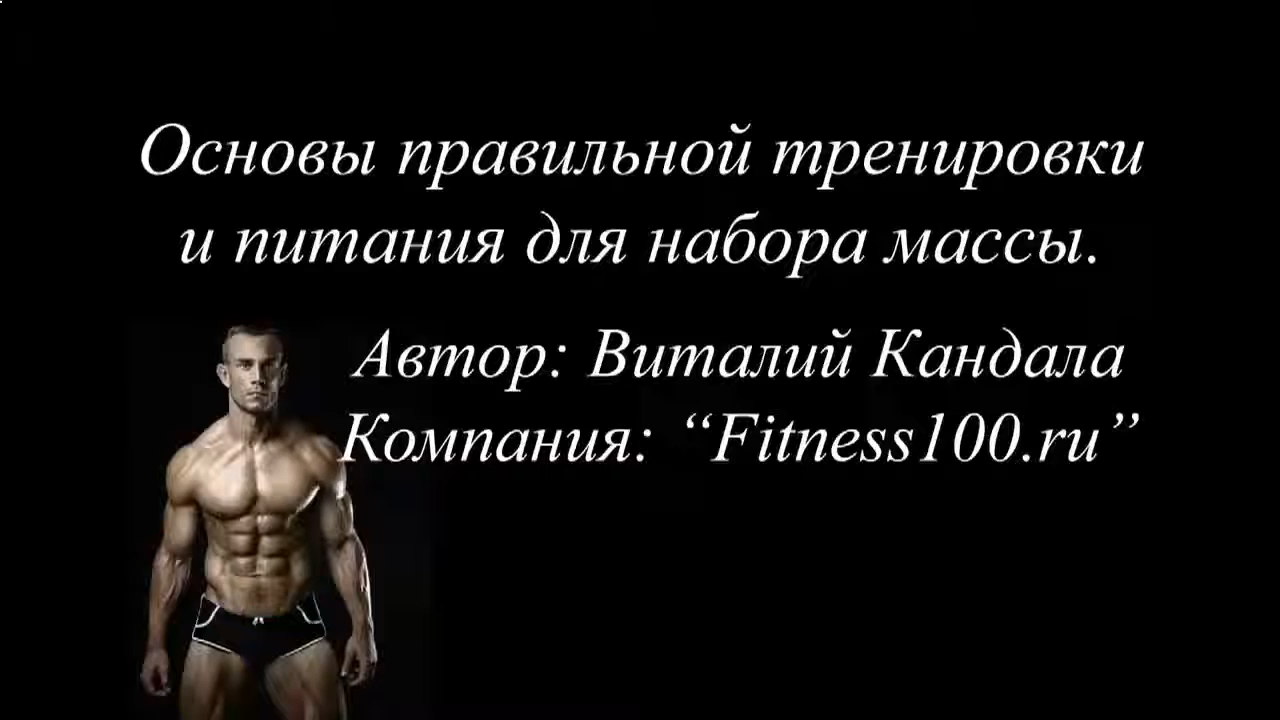 Основы правильной тренировки
и питания для набора массы.
Автор: Виталий Кандала
Компания: “Fitness100.ru”